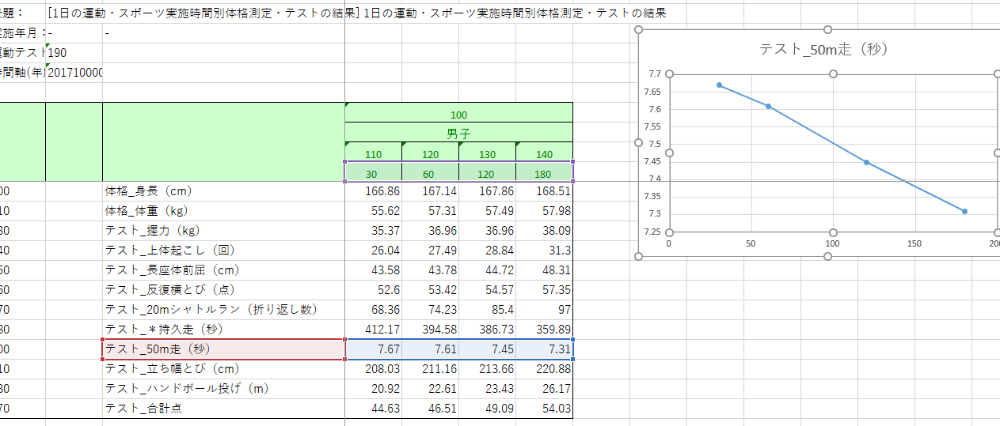 題： [1日の運動・スポーツ実施時間別体格測定・テストの結果] 1日の運動・スポーツ実施時間別体格測定・テストの結果
施年月：- -
動テスト 190
間軸(年 201710000
100
男子
110 120 130 140
30 60 120 180
00 体格_身長（cm） 166.86 167.14 167.86 168.51
10 体格_体重（kg） 55.62 57.31 57.49 57.98
30 テスト_握力（kg） 35.37 36.96 36.96 38.09
40 テスト_上体起こし（回） 26.04 27.49 28.84 31.3
50 テスト_長座体前屈（cm） 43.58 43.78 44.72 48.31
60 テスト_反復横とび（点） 52.6 53.42 54.57 57.35
70 テスト_20mシャトルラン（折り返し数） 68.36 74.23 85.4 97
80 テスト_＊持久走（秒） 412.17 394.58 386.73 359.89
00 テスト_50m走（秒） 7.67 7.61 7.45 7.31
10 テスト_立ち幅とび（cm） 208.03 211.16 213.66 220.88
30 テスト_ハンドボール投げ（m） 20.92 22.61 23.43 26.17
70 テスト_合計点 44.63 46.51 49.09 54.03
テスト_50m走（秒）
7.7
7.65
7.6
7.55
7.5
7.45
7.4
7.35
7.3
7.25
0 50 100 150 200